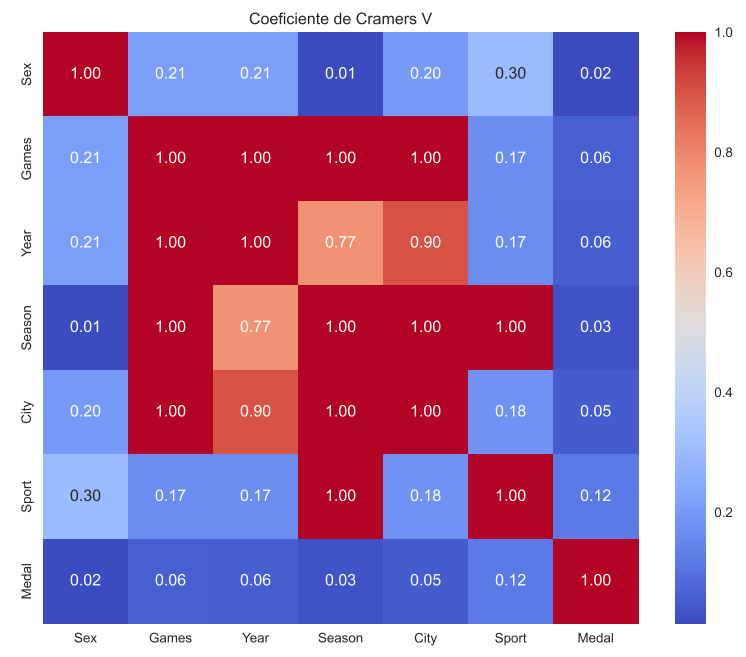 Coeficiente de Cramers V
Sex 1.00 0.21 0.21 0.01 0.20 0.30 0.02
Games 0.21 1.00 1.00 1.00 1.00 0.17 0.06
Year 0.21 1.00 1.00 0.77 0.90 0.17 0.06
Season 0.01 1.00 0.77 1.00 1.00 1.00 0.03
City 0.20 1.00 0.90 1.00 1.00 0.18 0.05
Sport 0.30 0.17 0.17 1.00 0.18 1.00 0.12
Medal 0.02 0.06 0.06 0.03 0.05 0.12 1.00
Sex Games Year Season City Sport Medal
1.0
0.8
0.6
0.4
0.2